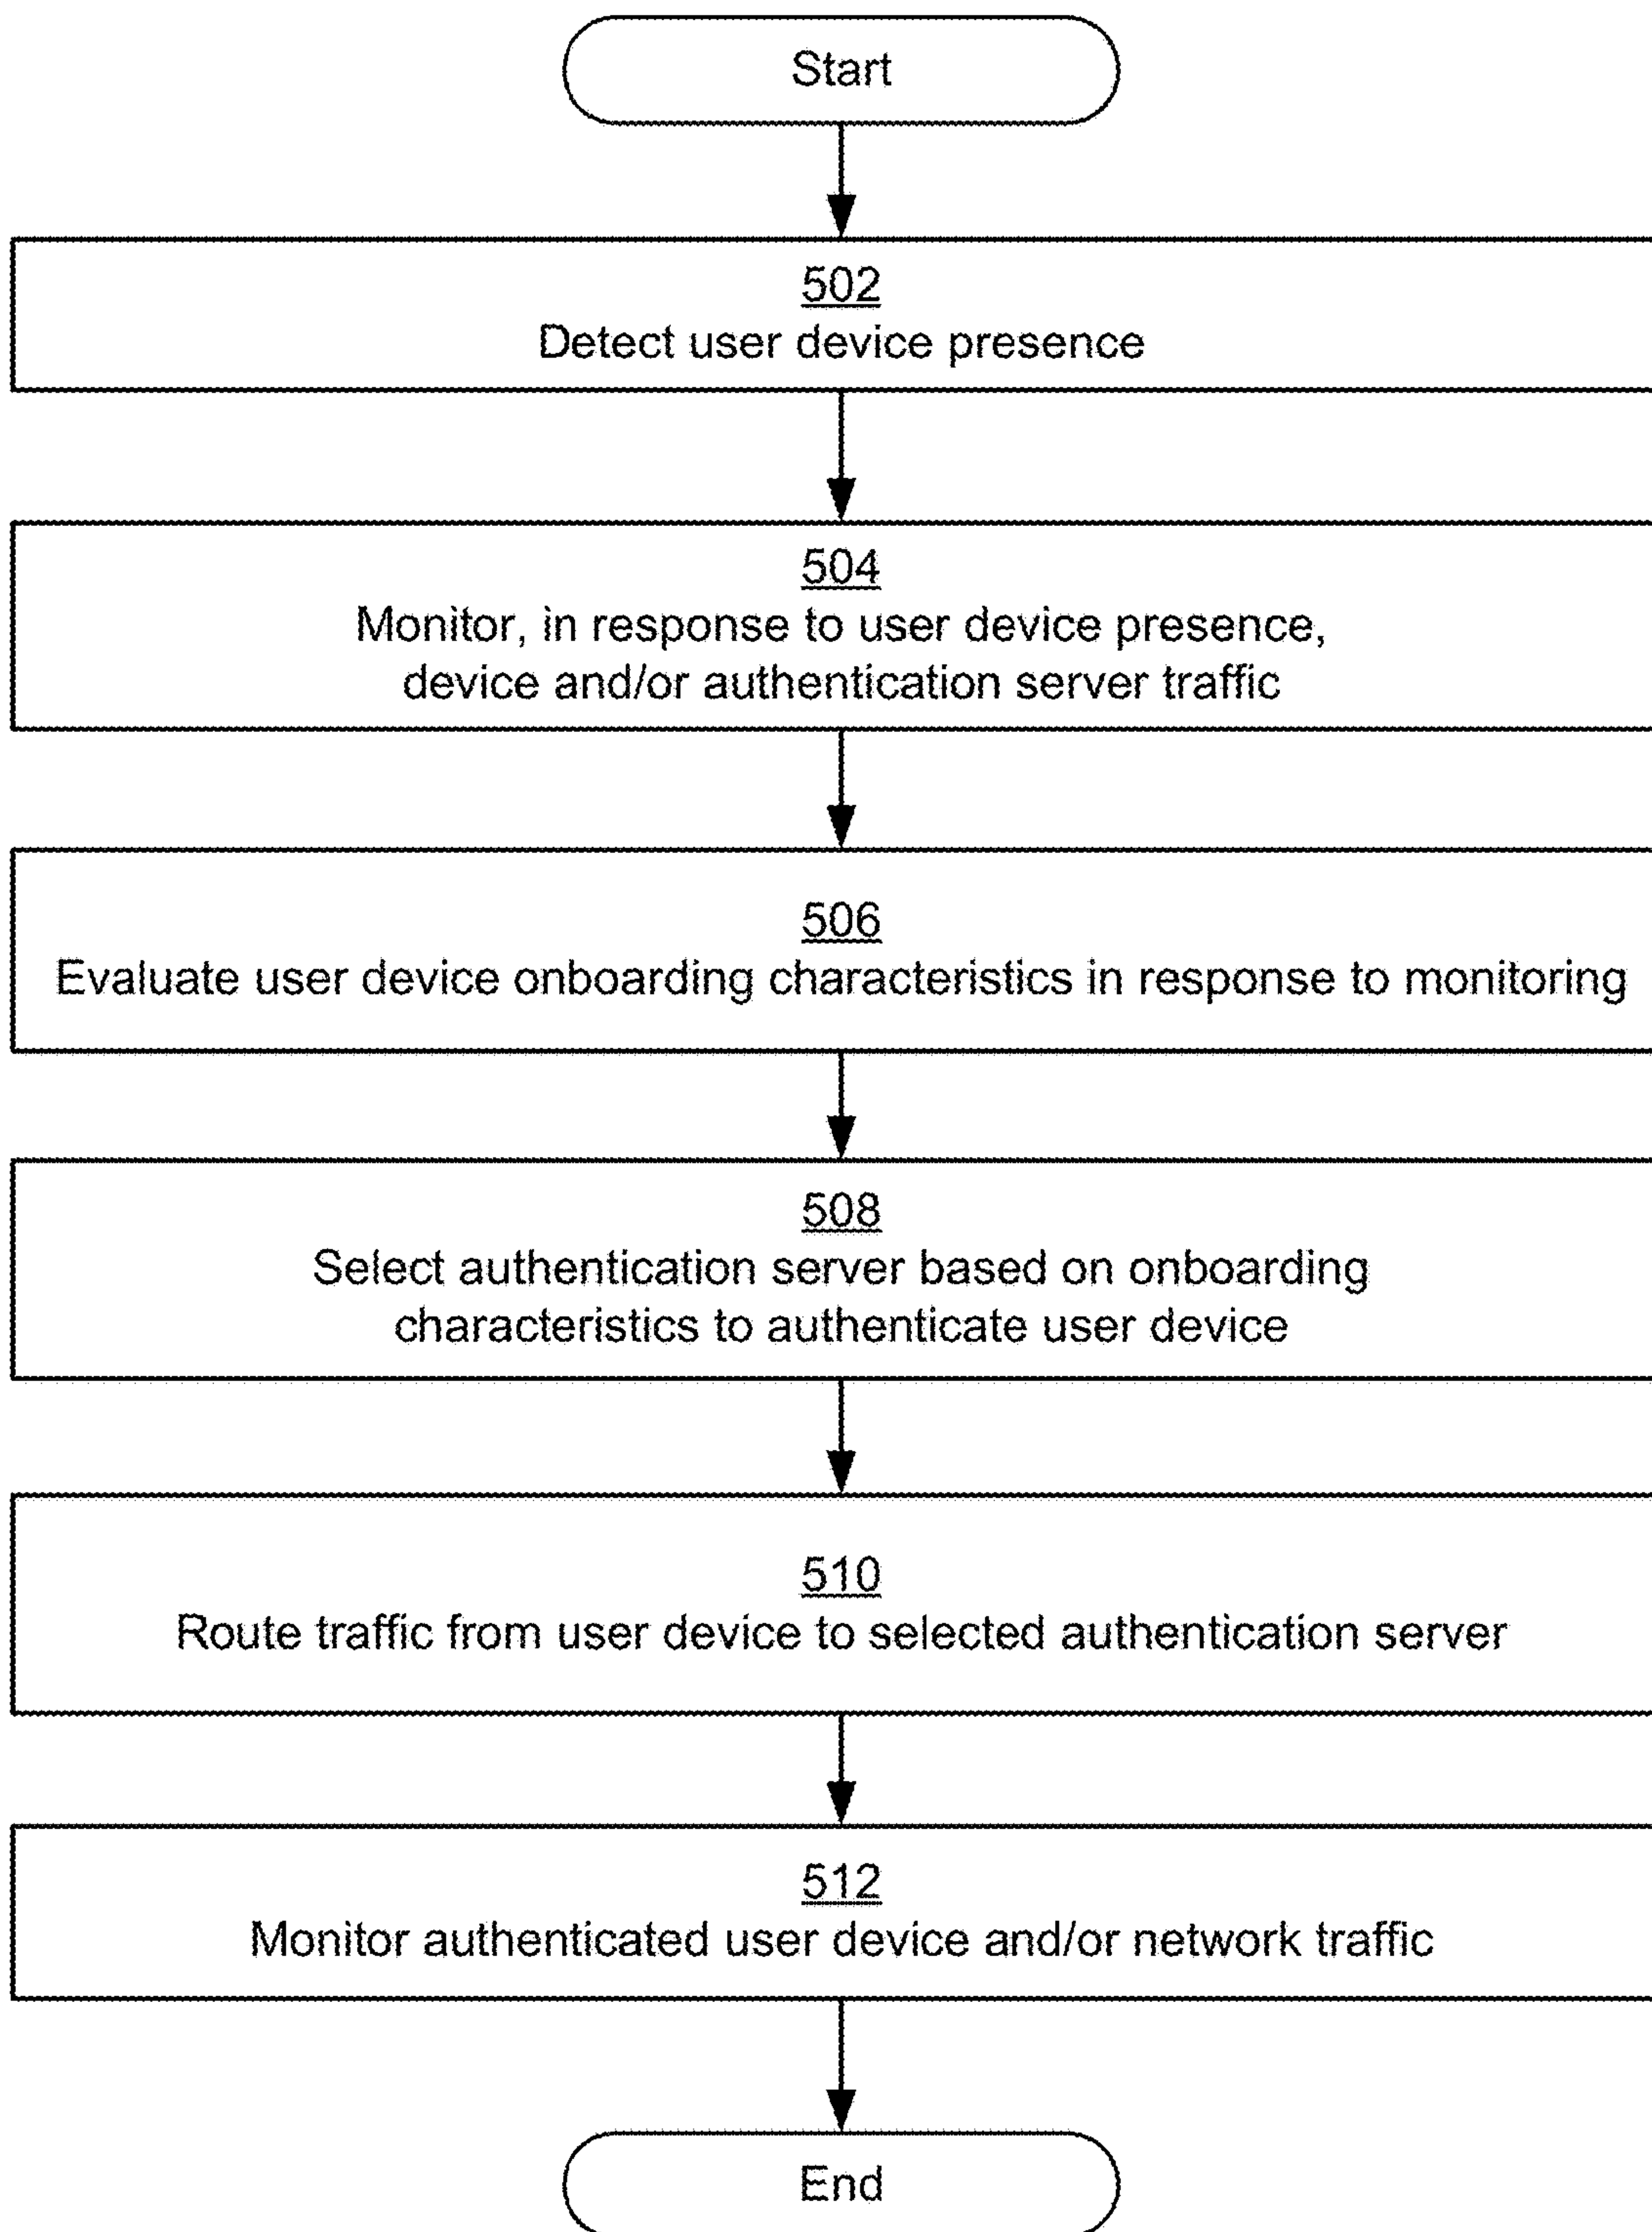 Start
502
Detect user device presence
504
Monitor, in response to user device presence,
device and/or authentication server traffic
506
Evaluate user device onboarding characteristics in response to monitoring
508
Select authentication server based on onboarding
characteristics to authenticate user device
510
Route traffic from user device to selected authentication server
512
Monitor authenticated user device and/or network traffic
End